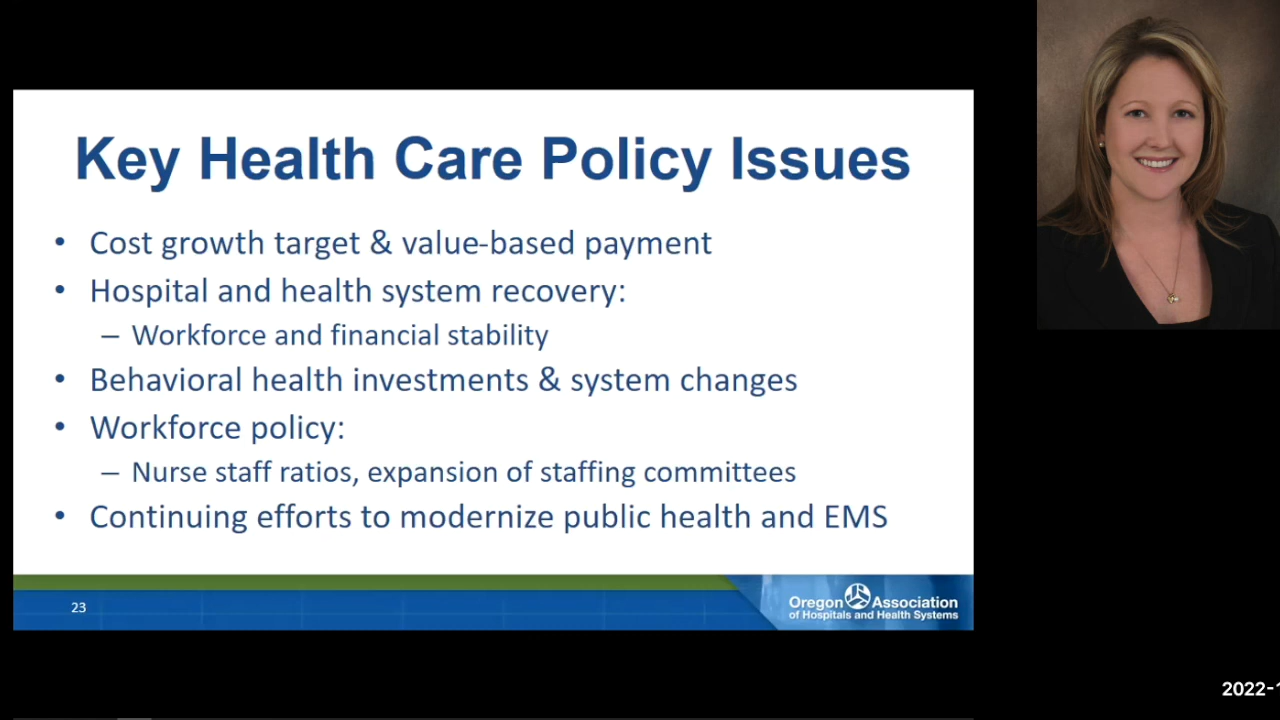 Key Health Care Policy Issues
• Cost growth target & value-based payment
• Hospital and health system recovery:
– Workforce and financial stability
• Behavioral health investments & system changes
• Workforce policy:
– Nurse staff ratios, expansion of staffing committees
• Continuing efforts to modernize public health and EMS
23
Oregon Association
of Hospitals and Health Systems
2022-